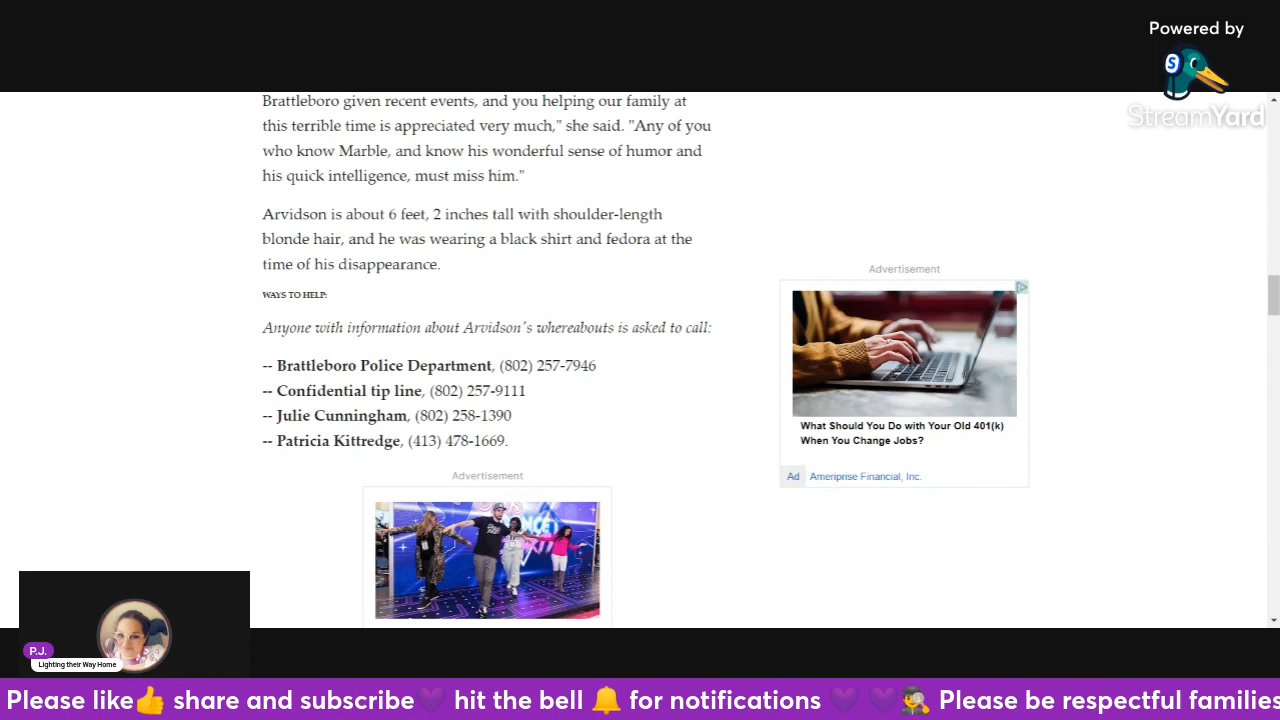 Powered by
StreamYard
Brattleboro given recent events, and you helping our family at
this terrible time is appreciated very much," she said. "Any of you
who know Marble, and know his wonderful sense of humor and
his quick intelligence, must miss him."
Arvidson is about 6 feet, 2 inches tall with shoulder-length
blonde hair, and he was wearing a black shirt and fedora at the
time of his disappearance.
WAYS TO HELP:
Anyone with information about Arvidson's whereabouts is asked to call:
-- Brattleboro Police Department, (802) 257-7946
-- Confidential tip line, (802) 257-9111
-- Julie Cunningham, (802) 258-1390
-- Patricia Kittredge, (413) 478-1669.
Advertisement
Advertisement
What Should You Do with Your Old 401(k)
When You Change Jobs?
Ad Ameriprise Financial, Inc.
P.J.
Lighting their Way Home
Please like👍 share and subscribe💜 hit the bell 🔔 for notifications 💜 💜🕵️ Please be respectful families